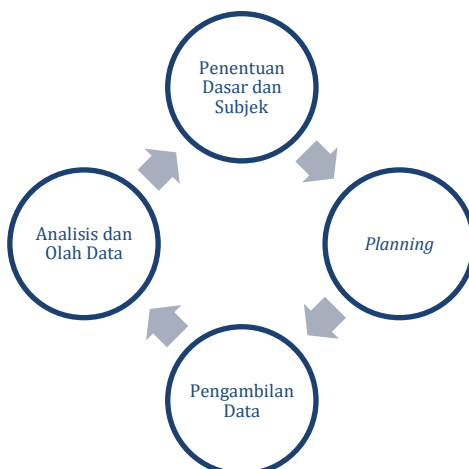 Penentuan
Dasar dan
Subjek
Planning
Pengambilan
Data
Analisis dan
Olah Data